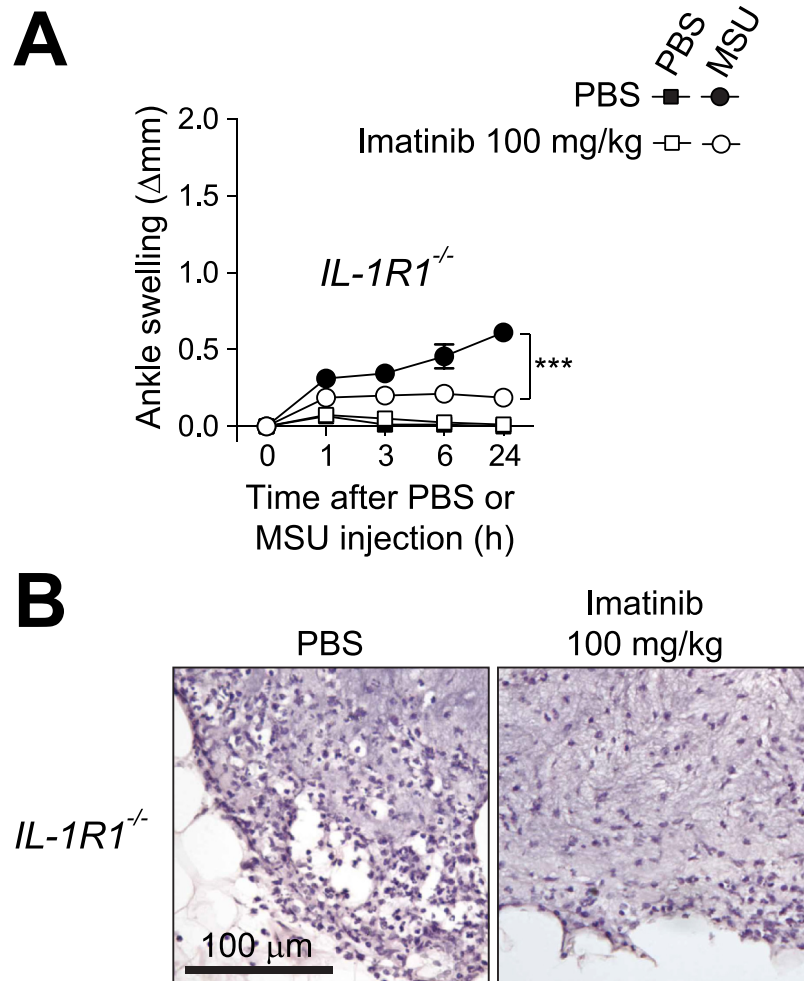 A
PBS MSU
PBS
Imatinib 100 mg/kg
2.0
1.5
1.0
0.5
0.0
Ankle swelling (Δmm)
IL-1R1-/-
***
0 1 3 6 24
Time after PBS or
MSU injection (h)
B
PBS
Imatinib
100 mg/kg
IL-1R1-/-
100 μm